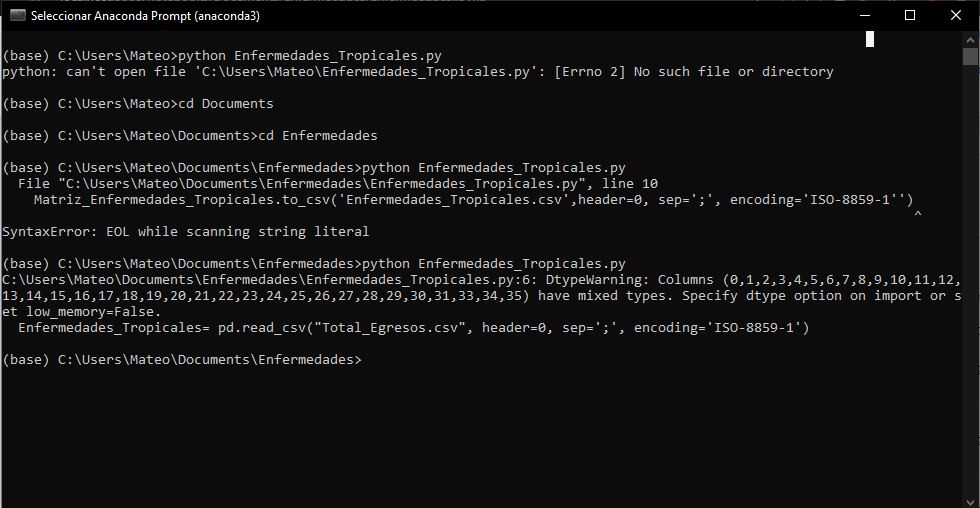 Seleccionar Anaconda Prompt (anaconda3)
(base) C:\Users\Mateo>python Enfermedades_Tropicales.py
python: can't open file 'C:\Users\Mateo\Enfermedades_Tropicales.py': [Errno 2] No such file or directory
(base) C:\Users\Mateo>cd Documents
(base) C:\Users\Mateo\Documents>cd Enfermedades
(base) C:\Users\Mateo\Documents\Enfermedades>python Enfermedades_Tropicales.py
  File "C:\Users\Mateo\Documents\Enfermedades\Enfermedades_Tropicales.py", line 10
    Matriz_Enfermedades_Tropicales.to_csv('Enfermedades_Tropicales.csv',header=0, sep=';', encoding='ISO-8859-1'')
^
SyntaxError: EOL while scanning string literal
(base) C:\Users\Mateo\Documents\Enfermedades>python Enfermedades_Tropicales.py
C:\Users\Mateo\Documents\Enfermedades\Enfermedades_Tropicales.py:6: DtypeWarning: Columns (0,1,2,3,4,5,6,7,8,9,10,11,12,
13,14,15,16,17,18,19,20,21,22,23,24,25,26,27,28,29,30,31,33,34,35) have mixed types. Specify dtype option on import or s
et low_memory=False.
  Enfermedades_Tropicales= pd.read_csv("Total_Egresos.csv", header=0, sep=';', encoding='ISO-8859-1')
(base) C:\Users\Mateo\Documents\Enfermedades>